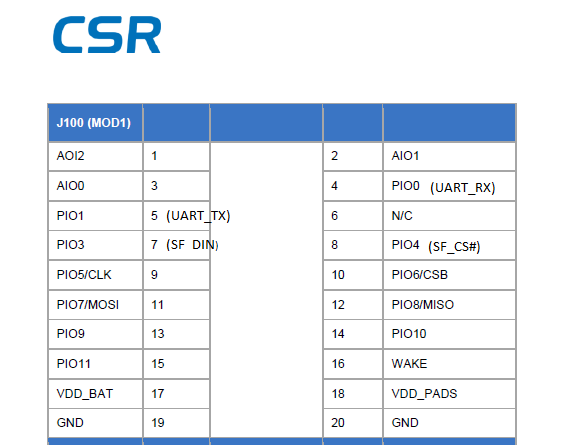 CSR
J100 (MOD1)
AOI2 1 2 AIO1
AIO0 3 4 PIO0 (UART_RX)
PIO1 5 (UART_TX) 6 N/C
PIO3 7 (SF DIN) 8 PIO4 (SF_CS#)
PIO5/CLK 9 10 PIO6/CSB
PIO7/MOSI 11 12 PIO8/MISO
PIO9 13 14 PIO10
PIO11 15 16 WAKE
VDD_BAT 17 18 VDD_PADS
GND 19 20 GND